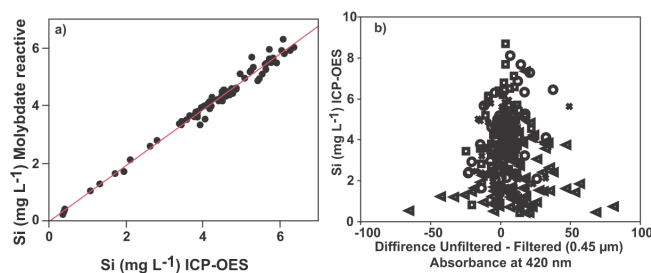 a)
Si (mg L-1) Molybdate reactive
6
4
2
0
0 2 4 6
Si (mg L-1) ICP-OES
b)
Si (mg L-1) ICP-OES
10
8
6
4
2
0
-100 -50 0 50 100
Diffirence Unfiltered - Filtered (0.45 µm)
Absorbance at 420 nm